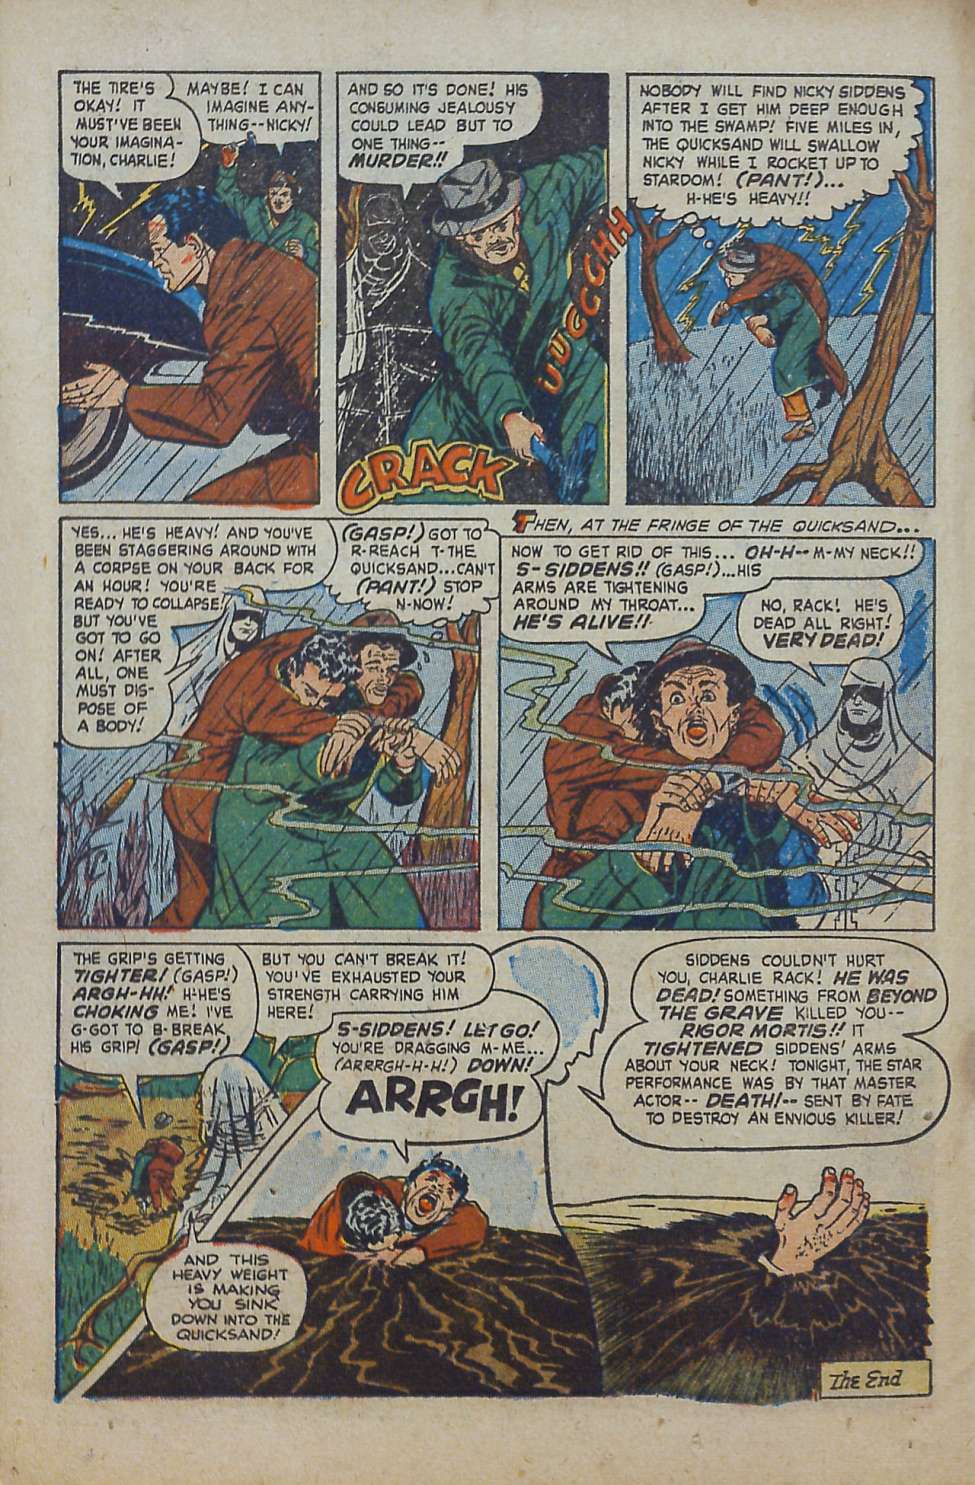 THE TIRE'S
OKAY! IT
MUST'VE BEEN
YOUR IMAGINA-
TION, CHARLIE!
MAYBE! I CAN
IMAGINE ANY-
THING--NICKY!
AND SO IT'S DONE! HIS
CONSUMING JEALOUSY
COULD LEAD BUT TO
ONE THING--
MURDER!!
UGGGHH
CRACK
NOBODY WILL FIND NICKY SIDDENS
AFTER I GET HIM DEEP ENOUGH
INTO THE SWAMP! FIVE MILES IN,
THE QUICKSAND WILL SWALLOW
NICKY WHILE I ROCKET UP TO
STARDOM! (PANT!)...
H-HE'S HEAVY!!
YES... HE'S HEAVY! AND YOU'VE
BEEN STAGGERING AROUND WITH
A CORPSE ON YOUR BACK FOR
AN HOUR! YOU'RE
READY TO COLLAPSE!
BUT YOU'VE
GOT TO GO
ON! AFTER
ALL, ONE
MUST DIS-
POSE OF
A BODY!
(GASP!) GOT TO
R-REACH T-THE
QUICKSAND...CAN'T
(PANT!) STOP
N-NOW!
THEN, AT THE FRINGE OF THE QUICKSAND...
NOW TO GET RID OF THIS... OH-H-- M-MY NECK!!
S-SIDDENS!! (GASP!)...HIS
ARMS ARE TIGHTENING
AROUND MY THROAT...
HE'S ALIVE!!
NO, RACK! HE'S
DEAD ALL RIGHT!
VERY DEAD!
THE GRIP'S GETTING
TIGHTER! (GASP!)
ARGH-HH! H-HE'S
CHOKING ME! I'VE
G-GOT TO B-BREAK
HIS GRIP! (GASP!)
BUT YOU CAN'T BREAK IT!
YOU'VE EXHAUSTED YOUR
STRENGTH CARRYING HIM
HERE!
AND THIS
HEAVY WEIGHT
IS MAKING
YOU SINK
DOWN INTO THE
QUICKSAND!
S-SIDDENS! LET GO!
YOU'RE DRAGGING M-ME...
(ARRRGH-H-H!) DOWN!
ARRGH!
SIDDENS COULDN'T HURT
YOU, CHARLIE RACK! HE WAS
DEAD! SOMETHING FROM BEYOND
THE GRAVE KILLED YOU--
RIGOR MORTIS!! IT
TIGHTENED SIDDENS' ARMS
ABOUT YOUR NECK! TONIGHT, THE STAR
PERFORMANCE WAS BY THAT MASTER
ACTOR-- DEATH!-- SENT BY FATE
TO DESTROY AN ENVIOUS KILLER!
The End